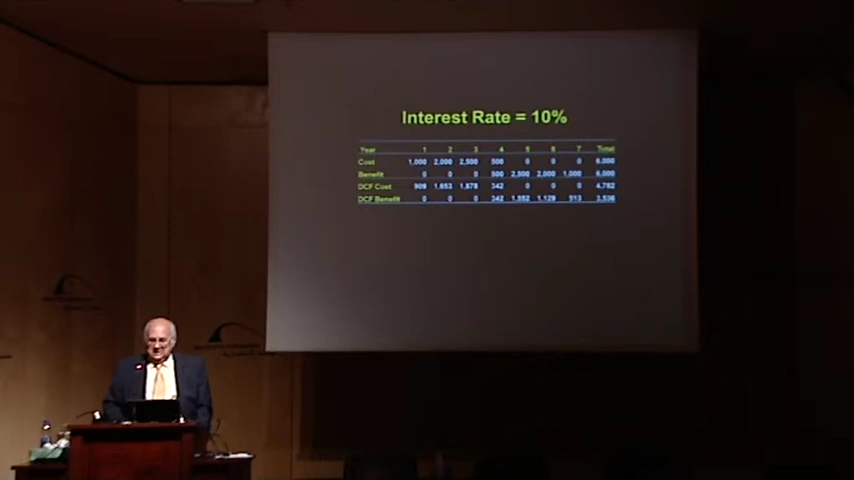 Interest Rate = 10%
Year 1 2 3 4 5 6 7 Total
Cost 1,000 2,000 2,500 500 0 0 0 6,000
Benefit 0 0 0 500 2,500 2,000 1,000 6,000
DCF Cost 909 1,653 1,878 342 0 0 0 4,782
DCF Benefit 0 0 0 342 1,552 1,129 513 3,536